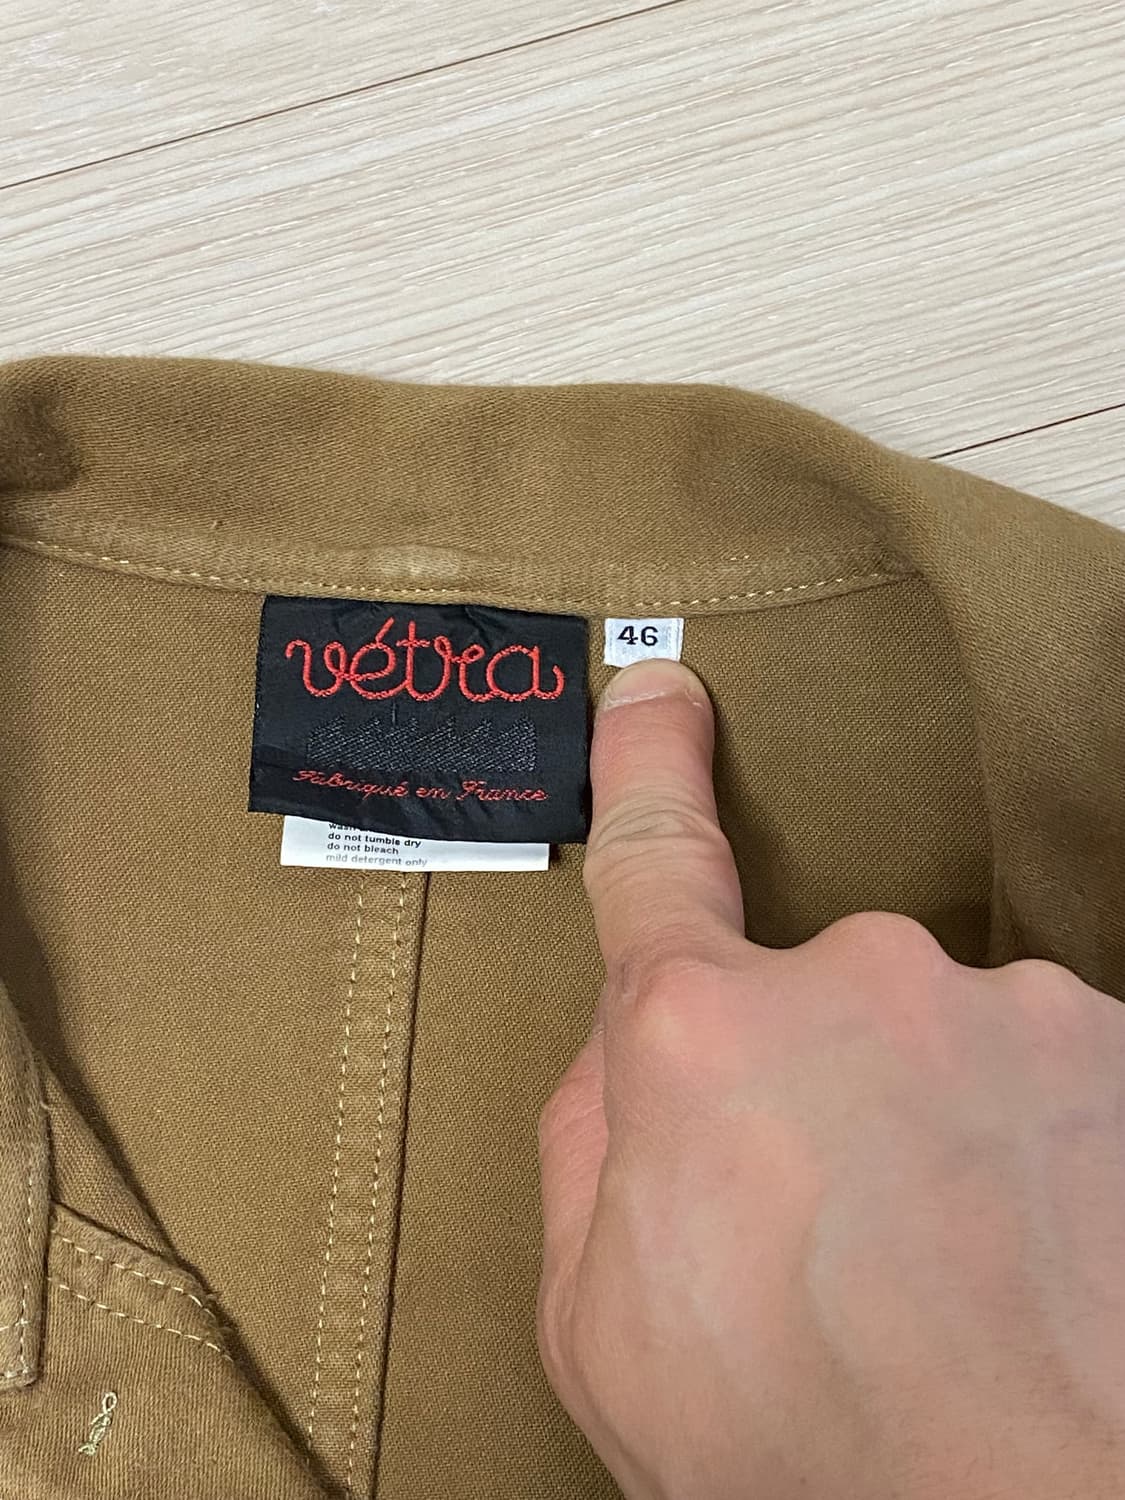 vétra
46
Fabriqué en France
do not tumble dry
do not bleach
mild detergent only